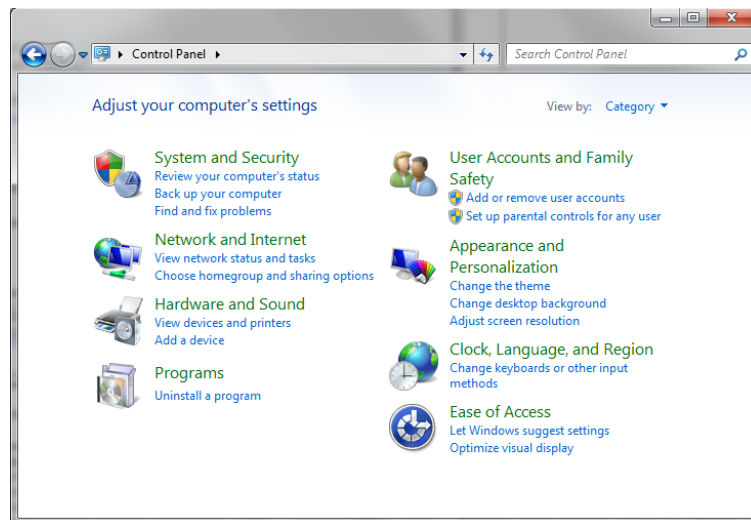 Control Panel
Search Control Panel
Adjust your computer's settings
View by: Category
System and Security
Review your computer's status
Back up your computer
Find and fix problems
Network and Internet
View network status and tasks
Choose homegroup and sharing options
Hardware and Sound
View devices and printers
Add a device
Programs
Uninstall a program
User Accounts and Family
Safety
Add or remove user accounts
Set up parental controls for any user
Appearance and
Personalization
Change the theme
Change desktop background
Adjust screen resolution
Clock, Language, and Region
Change keyboards or other input
methods
Ease of Access
Let Windows suggest settings
Optimize visual display